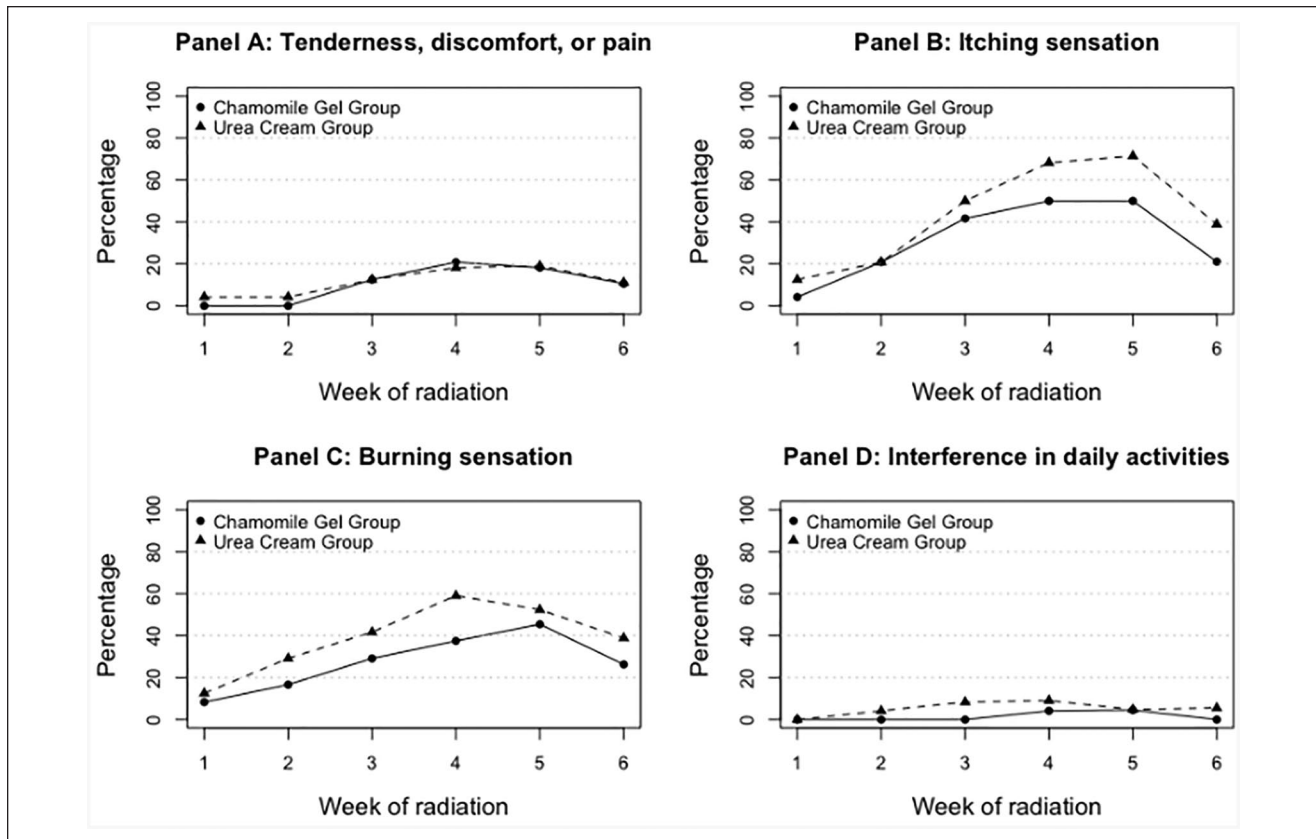 Panel A: Tenderness, discomfort, or pain
Percentage
100
80
60
40
20
0
Chamomile Gel Group
Urea Cream Group
1 2 3 4 5 6
Week of radiation
Panel B: Itching sensation
Percentage
100
80
60
40
20
0
Chamomile Gel Group
Urea Cream Group
1 2 3 4 5 6
Week of radiation
Panel C: Burning sensation
Percentage
100
80
60
40
20
0
Chamomile Gel Group
Urea Cream Group
1 2 3 4 5 6
Week of radiation
Panel D: Interference in daily activities
Percentage
100
80
60
40
20
0
Chamomile Gel Group
Urea Cream Group
1 2 3 4 5 6
Week of radiation